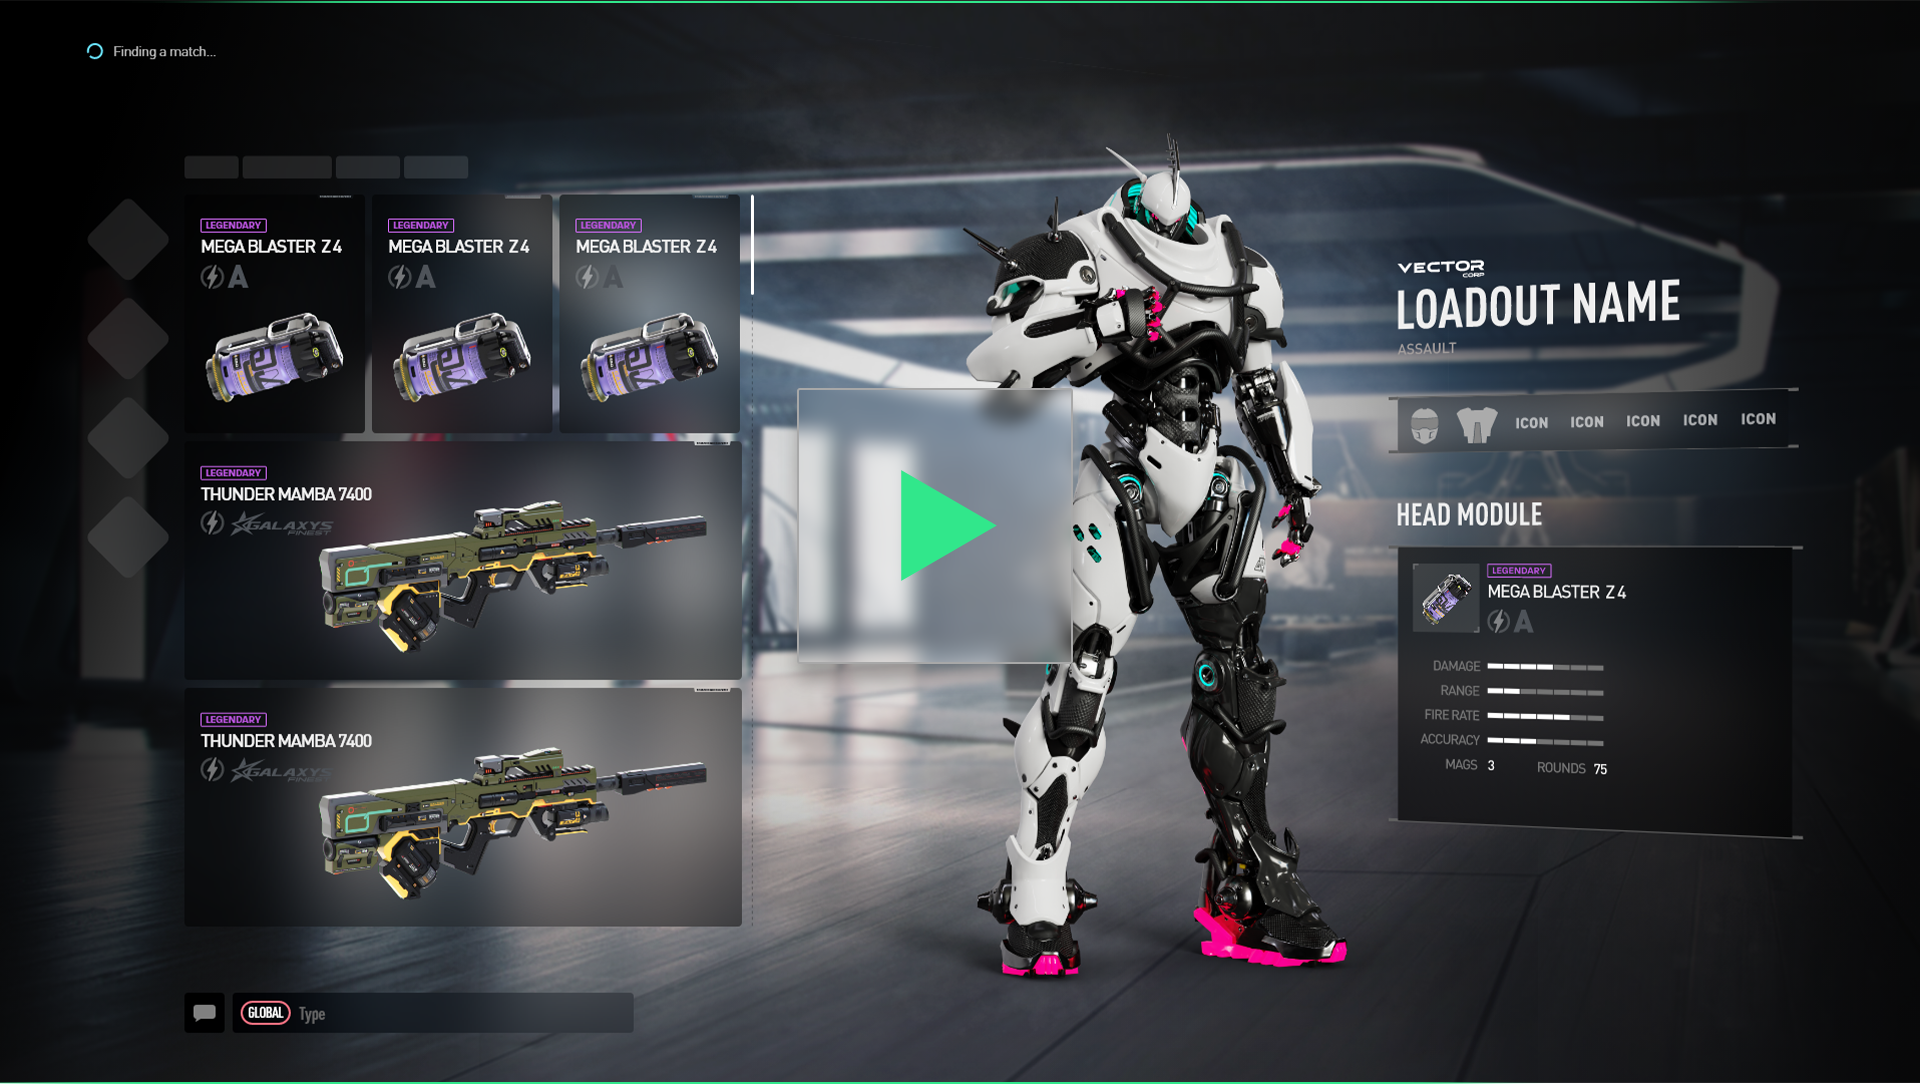 Finding a match...
LEGENDARY
MEGA BLASTER Z4
A
LEGENDARY
MEGA BLASTER Z4
A
LEGENDARY
MEGA BLASTER Z4
A
LEGENDARY
THUNDER MAMBA 7400
GALAXYS
FINEST
LEGENDARY
THUNDER MAMBA 7400
GALAXYS
FINEST
GLOBAL Type
VECTOR
CORP
LOADOUT NAME
ASSAULT
ICON ICON ICON ICON ICON
HEAD MODULE
LEGENDARY
MEGA BLASTER Z4
A
DAMAGE
RANGE
FIRE RATE
ACCURACY
MAGS 3 ROUNDS 75